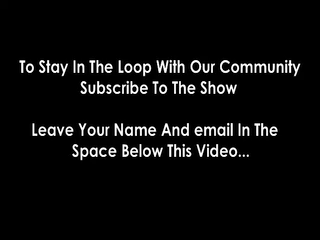 To Stay In The Loop With Our Community
Subscribe To The Show
Leave Your Name And email In The
Space Below This Video...